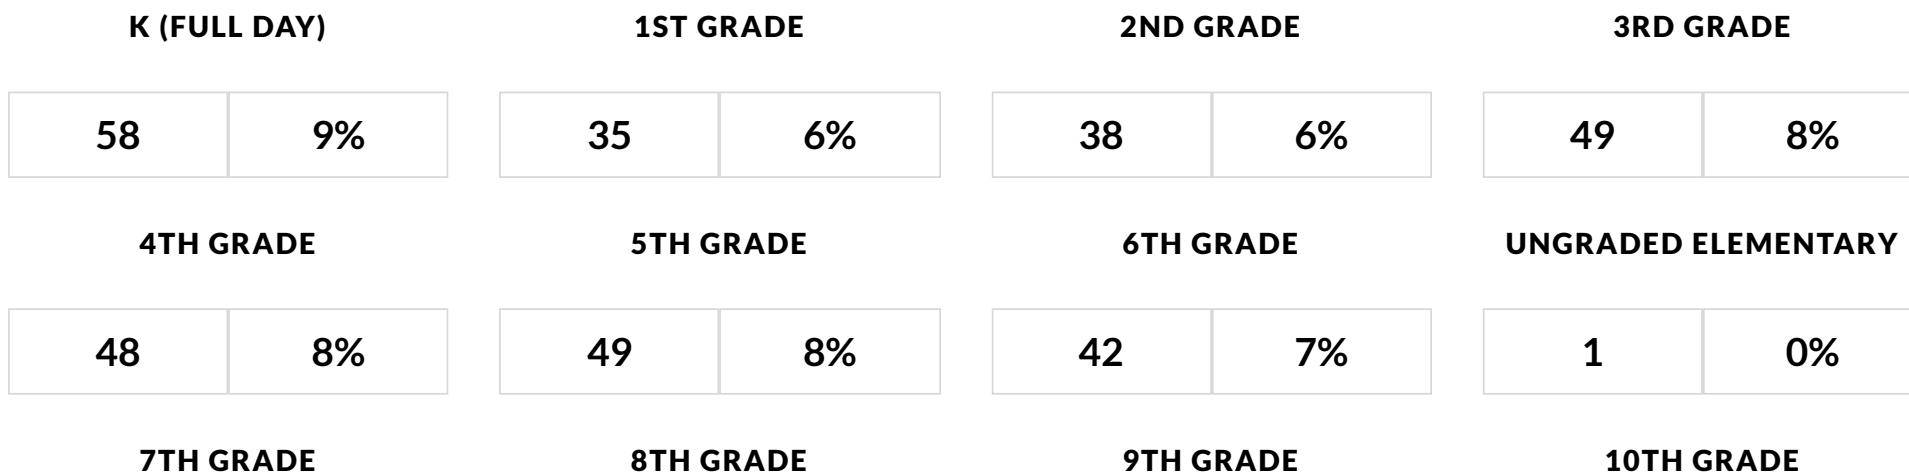 K (FULL DAY) 1ST GRADE 2ND GRADE 3RD GRADE
58 9% 35 6% 38 6% 49 8%
4TH GRADE 5TH GRADE 6TH GRADE UNGRADED ELEMENTARY
48 8% 49 8% 42 7% 1 0%
7TH GRADE 8TH GRADE 9TH GRADE 10TH GRADE